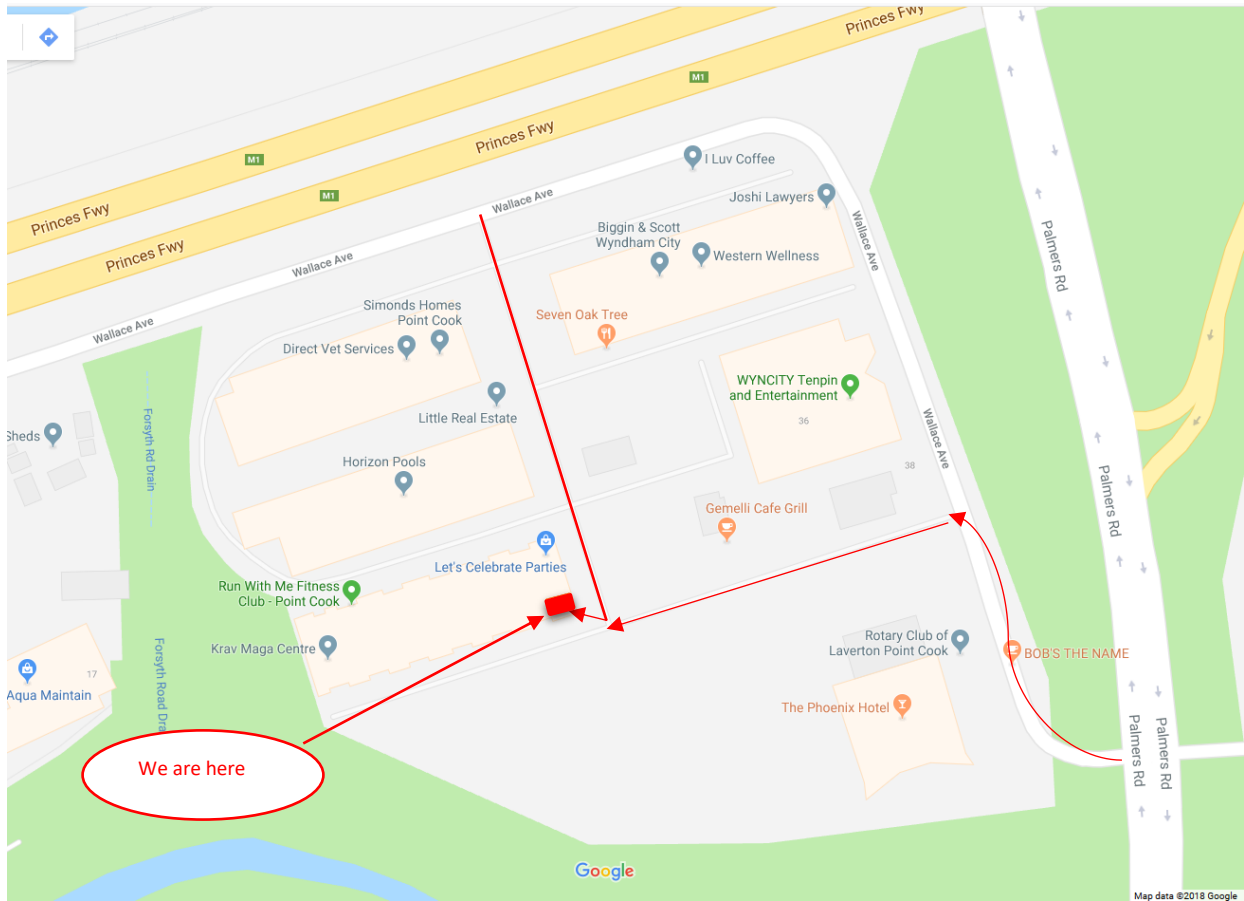 Princes Fwy
M1
Princes Fwy
M1
Wallace Ave
I Luv Coffee
Joshi Lawyers
Biggin & Scott
Wyndham City
Western Wellness
Wallace Ave
Palmers Rd
Princes Fwy
M1
Princes Fwy
M1
Wallace Ave
Wallace Ave
Simonds Homes
Point Cook
Direct Vet Services
Seven Oak Tree
Little Real Estate
WYNCITY Tenpin
and Entertainment
36
Wallace Ave
38
Sheds
Forsyth Rd Drain
Horizon Pools
Palmers Rd
Gemelli Cafe Grill
Let's Celebrate Parties
Run With Me Fitness
Club - Point Cook
Krav Maga Centre
17
Aqua Maintain
Forsyth Road Dra
Rotary Club of
Laverton Point Cook
BOB'S THE NAME
The Phoenix Hotel
Palmers Rd
Palmers Rd
We are here
Google
Map data ©2018 Google